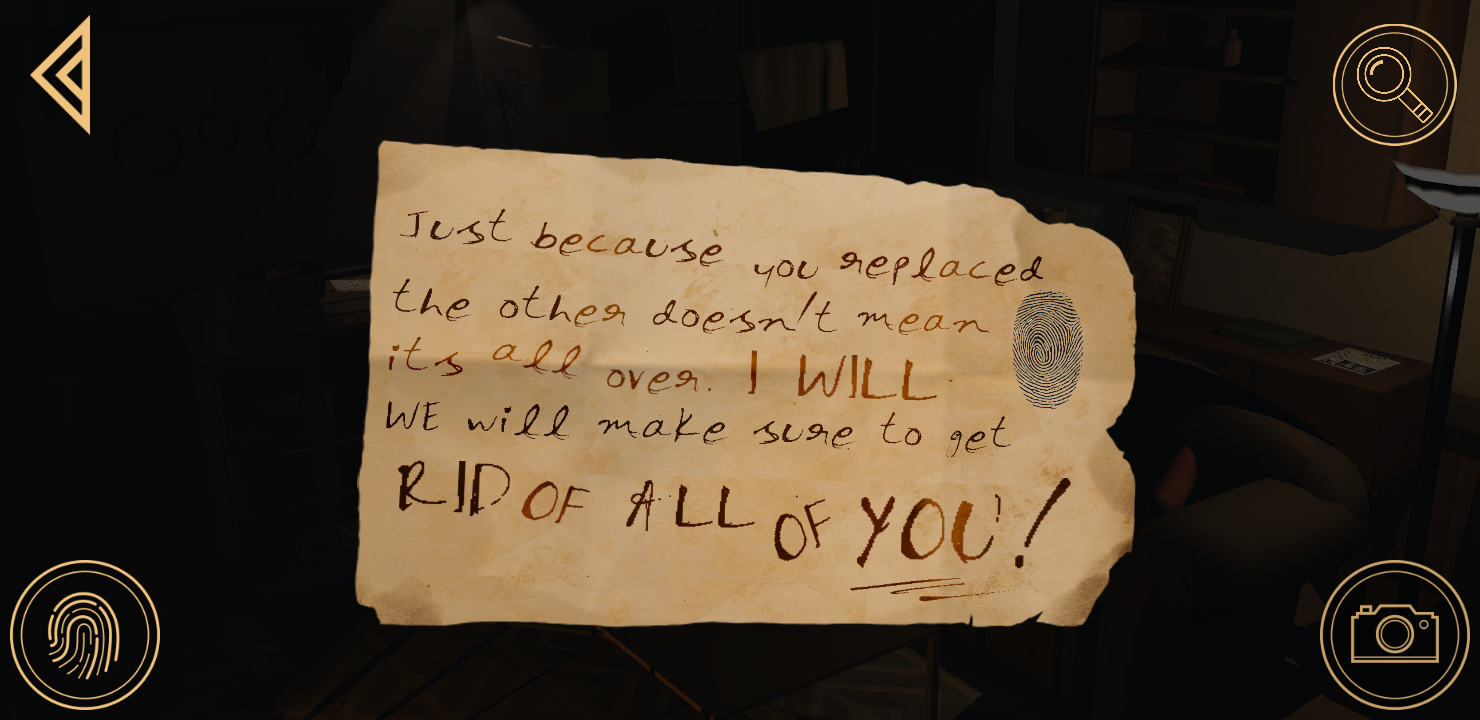 Just because you replaced
the other doesn't mean
its all over. I WILL
WE will make sure to get
RID OF ALL OF YOU!